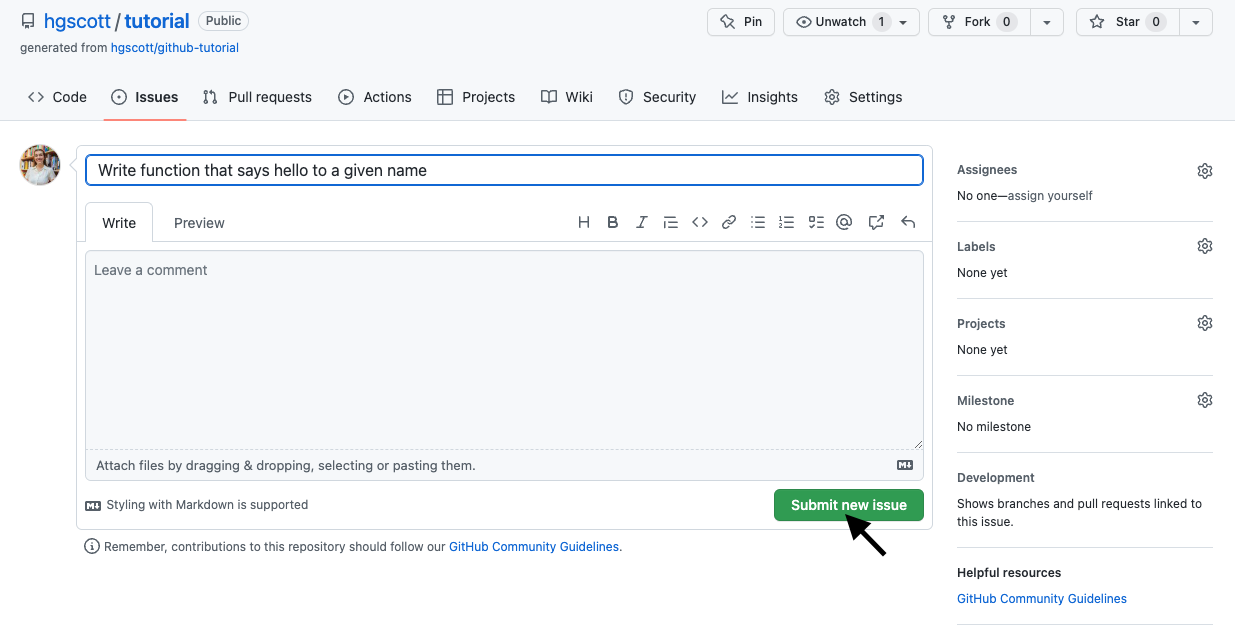 hgscott / tutorial Public Pin Unwatch 1 Fork 0 Star 0
generated from hgscott/github-tutorial
Code Issues Pull requests Actions Projects Wiki Security Insights Settings
Write function that says hello to a given name
Write Preview
Leave a comment
Attach files by dragging & dropping, selecting or pasting them.
Styling with Markdown is supported
Submit new issue
Remember, contributions to this repository should follow our GitHub Community Guidelines.
Assignees
No one—assign yourself
Labels
None yet
Projects
None yet
Milestone
No milestone
Development
Shows branches and pull requests linked to
this issue.
Helpful resources
GitHub Community Guidelines